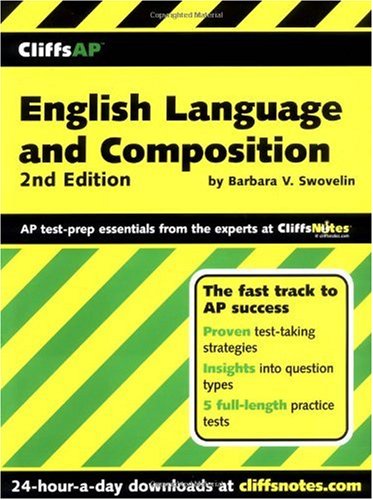 CliffsAP™
English Language
and Composition
2nd Edition by Barbara V. Swovelin
AP test-prep essentials from the experts at CliffsNotes™
The fast track to
AP success
Proven test-taking
strategies
Insights into question
types
5 full-length practice
tests
24-hour-a-day downloads at cliffsnotes.com